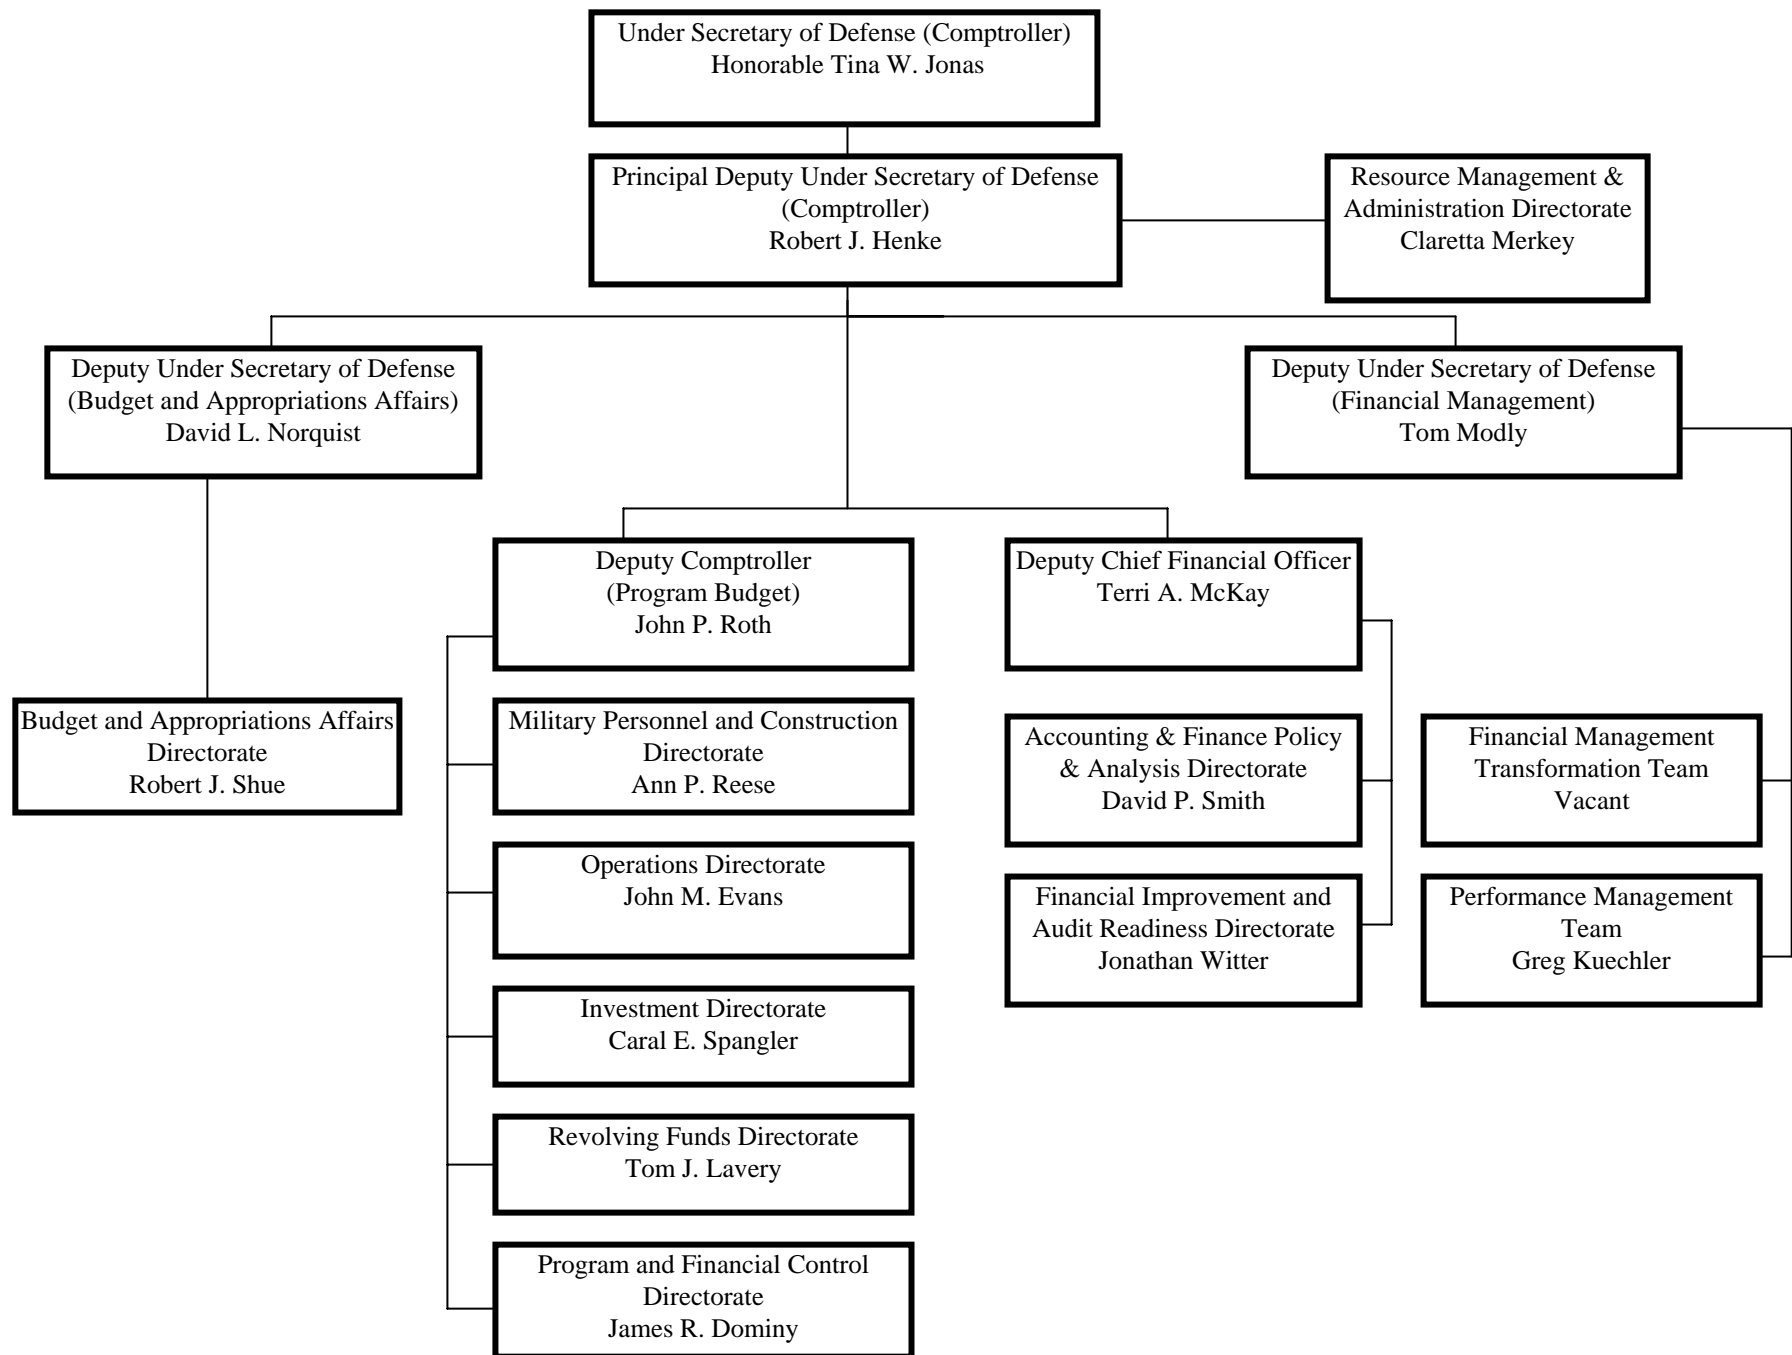 Under Secretary of Defense (Comptroller)
Honorable Tina W. Jonas
Principal Deputy Under Secretary of Defense
(Comptroller)
Robert J. Henke
Resource Management &
Administration Directorate
Claretta Merkey
Deputy Under Secretary of Defense
(Budget and Appropriations Affairs)
David L. Norquist
Deputy Under Secretary of Defense
(Financial Management)
Tom Modly
Deputy Comptroller
(Program Budget)
John P. Roth
Deputy Chief Financial Officer
Terri A. McKay
Budget and Appropriations Affairs
Directorate
Robert J. Shue
Military Personnel and Construction
Directorate
Ann P. Reese
Accounting & Finance Policy
& Analysis Directorate
David P. Smith
Financial Management
Transformation Team
Vacant
Operations Directorate
John M. Evans
Financial Improvement and
Audit Readiness Directorate
Jonathan Witter
Performance Management
Team
Greg Kuechler
Investment Directorate
Caral E. Spangler
Revolving Funds Directorate
Tom J. Lavery
Program and Financial Control
Directorate
James R. Dominy